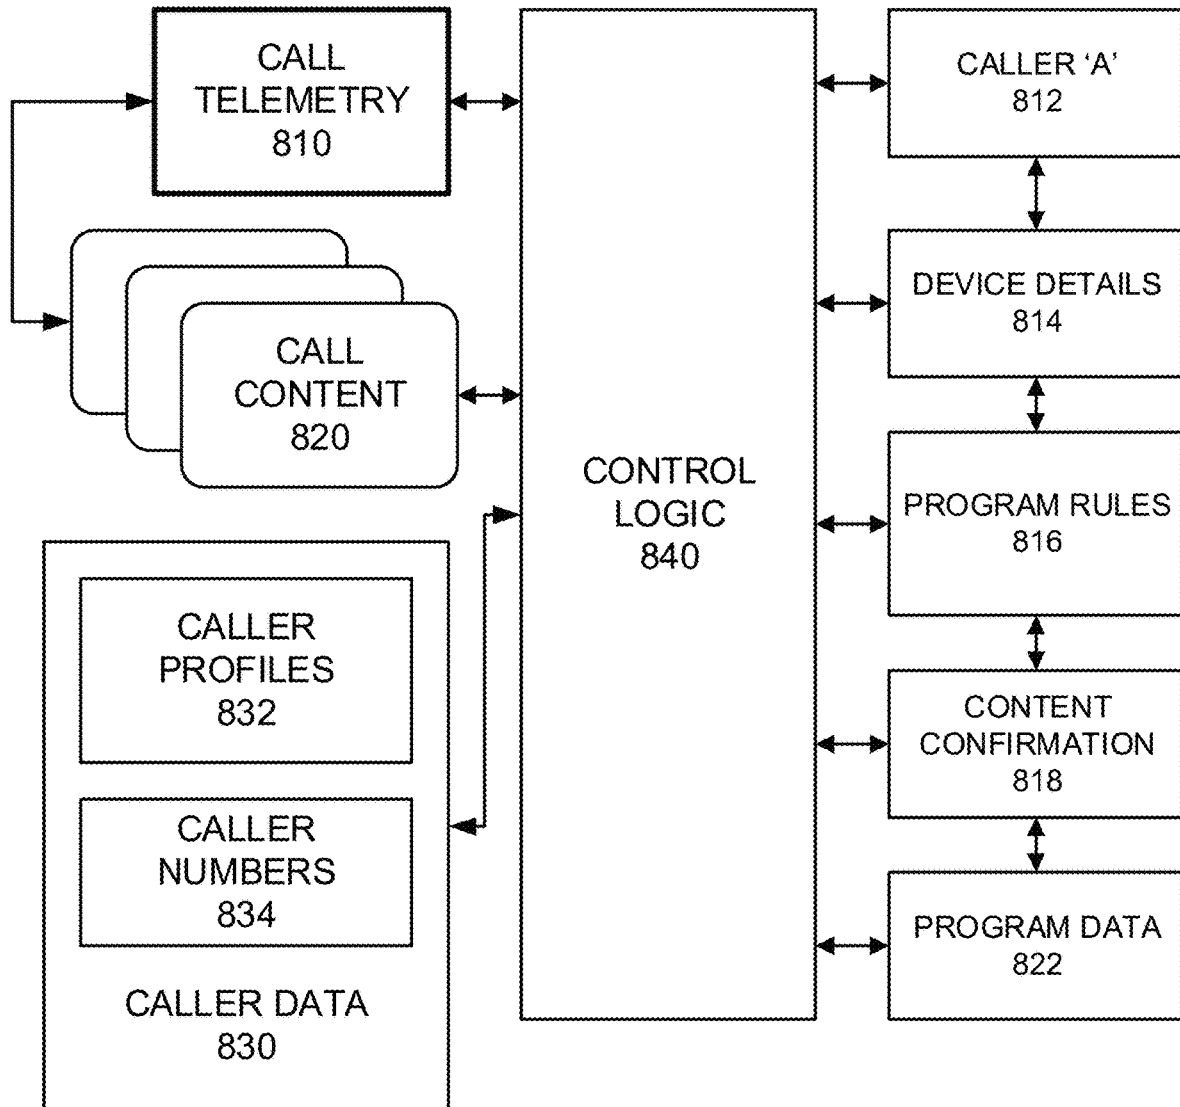 CALL
TELEMETRY
810
CALL
CONTENT
820
CALLER
PROFILES
832
CALLER
NUMBERS
834
CALLER DATA
830
CONTROL
LOGIC
840
CALLER ‘A’
812
DEVICE DETAILS
814
PROGRAM RULES
816
CONTENT
CONFIRMATION
818
PROGRAM DATA
822